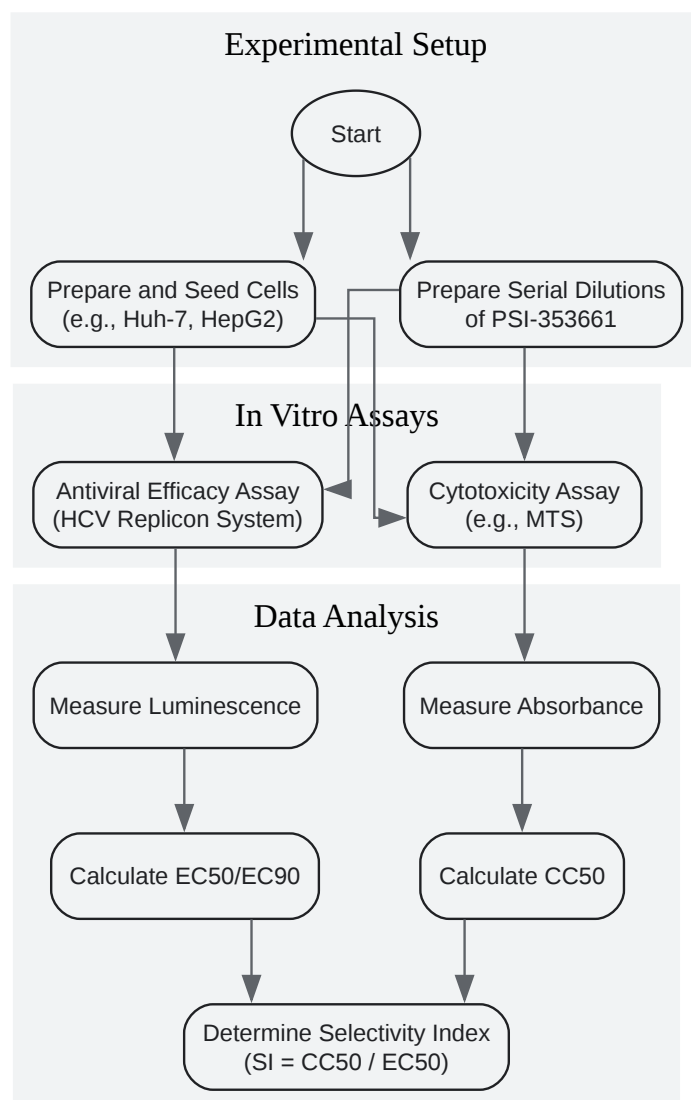 Experimental Setup
Start
Prepare and Seed Cells
(e.g., Huh-7, HepG2)
Prepare Serial Dilutions
of PSI-353661
In Vitro Assays
Antiviral Efficacy Assay
(HCV Replicon System)
Cytotoxicity Assay
(e.g., MTS)
Data Analysis
Measure Luminescence
Measure Absorbance
Calculate EC50/EC90
Calculate CC50
Determine Selectivity Index
(SI = CC50 / EC50)